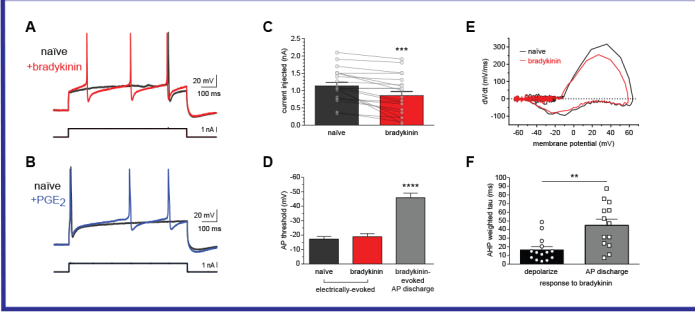 A
naïve
+bradykinin
20 mV
100 ms
1 nA
B
naïve
+PGE2
20 mV
100 ms
1 nA
C
current injected (nA)
2.5
2.0
1.5
1.0
0.5
0.0
***
naïve
bradykinin
D
AP threshold (mV)
-60
-50
-40
-30
-20
-10
0
****
naïve
bradykinin
bradykinin-
evoked
AP discharge
electrically-evoked
E
naïve
bradykinin
dV/dt (mV/ms)
300
200
100
0
-100
-60
-40
-20
0
20
40
60
membrane potential (mV)
F
AHP weighted tau (ms)
100
90
80
70
60
50
40
30
20
10
0
**
depolarize
AP discharge
response to bradykinin